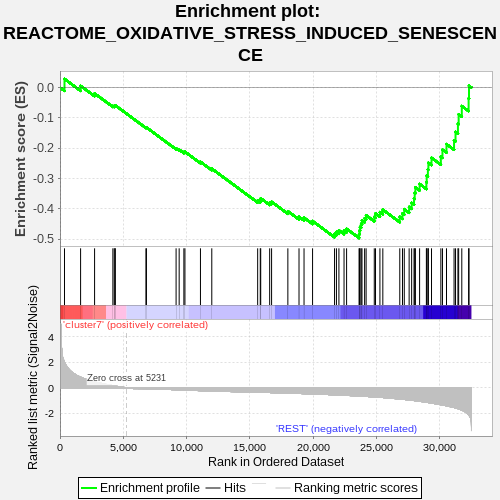 Enrichment plot:
REACTOME_OXIDATIVE_STRESS_INDUCED_SENESCEN
CE
Enrichment score (ES)
0.0
-0.1
-0.2
-0.3
-0.4
-0.5
Ranked list metric (Signal2Noise)
'cluster7' (positively correlated)
4
2
0
-2
Zero cross at 5231
'REST' (negatively correlated)
0
5,000
10,000
15,000
20,000
25,000
30,000
Rank in Ordered Dataset
Enrichment profile
Hits
Ranking metric scores